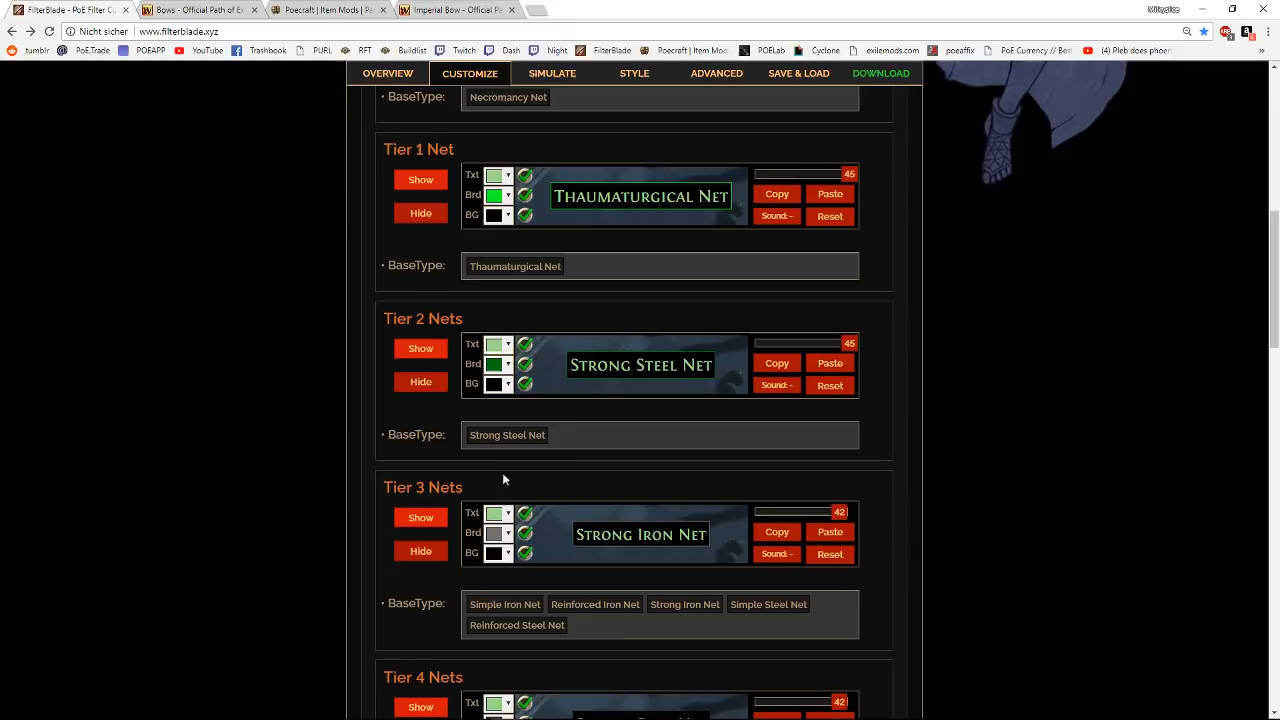 FilterBlade - PoE Filter Cu
Bows - Official Path of Ex
Poecraft | Item Mods | Pa
Imperial Bow - Official Pa
Nicht sicher | www.filterblade.xyz
tumblr
PoE.Trade
POEAPP
YouTube
Trashbook
PURL
RFT
Buildlist
Twitch
Dash
Night
FilterBlade
Poecraft | Item Mods
POELab
Cyclone
exilemods.com
poeaffix
POE Currency // Best
(4) Pleb does phoen
OVERVIEW
CUSTOMIZE
SIMULATE
STYLE
ADVANCED
SAVE & LOAD
DOWNLOAD
• BaseType:
Necromancy Net
Tier 1 Net
Show
Hide
Txt
Brd
BG
Thaumaturgical Net
45
Copy
Paste
Sound: -
Reset
• BaseType:
Thaumaturgical Net
Tier 2 Nets
Show
Hide
Txt
Brd
BG
Strong Steel Net
45
Copy
Paste
Sound: -
Reset
• BaseType:
Strong Steel Net
Tier 3 Nets
Show
Hide
Txt
Brd
BG
Strong Iron Net
42
Copy
Paste
Sound: -
Reset
• BaseType:
Simple Iron Net
Reinforced Iron Net
Strong Iron Net
Simple Steel Net
Reinforced Steel Net
Tier 4 Nets
Show
Txt
42
Copy
Paste